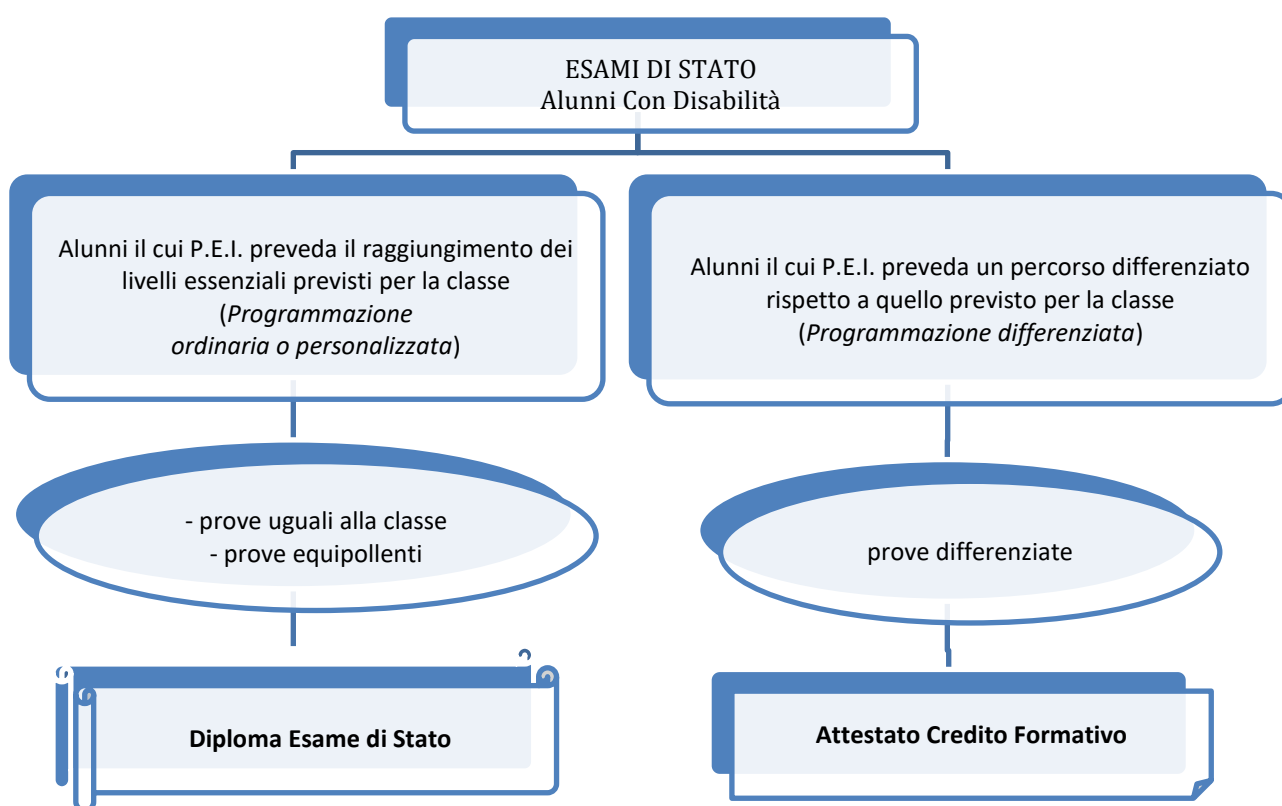 ESAMI DI STATO
Alunni Con Disabilità
Alunni il cui P.E.I. preveda il raggiungimento dei
livelli essenziali previsti per la classe
(Programmazione
ordinaria o personalizzata)
Alunni il cui P.E.I. preveda un percorso differenziato
rispetto a quello previsto per la classe
(Programmazione differenziata)
- prove uguali alla classe
- prove equipollenti
prove differenziate
Diploma Esame di Stato
Attestato Credito Formativo